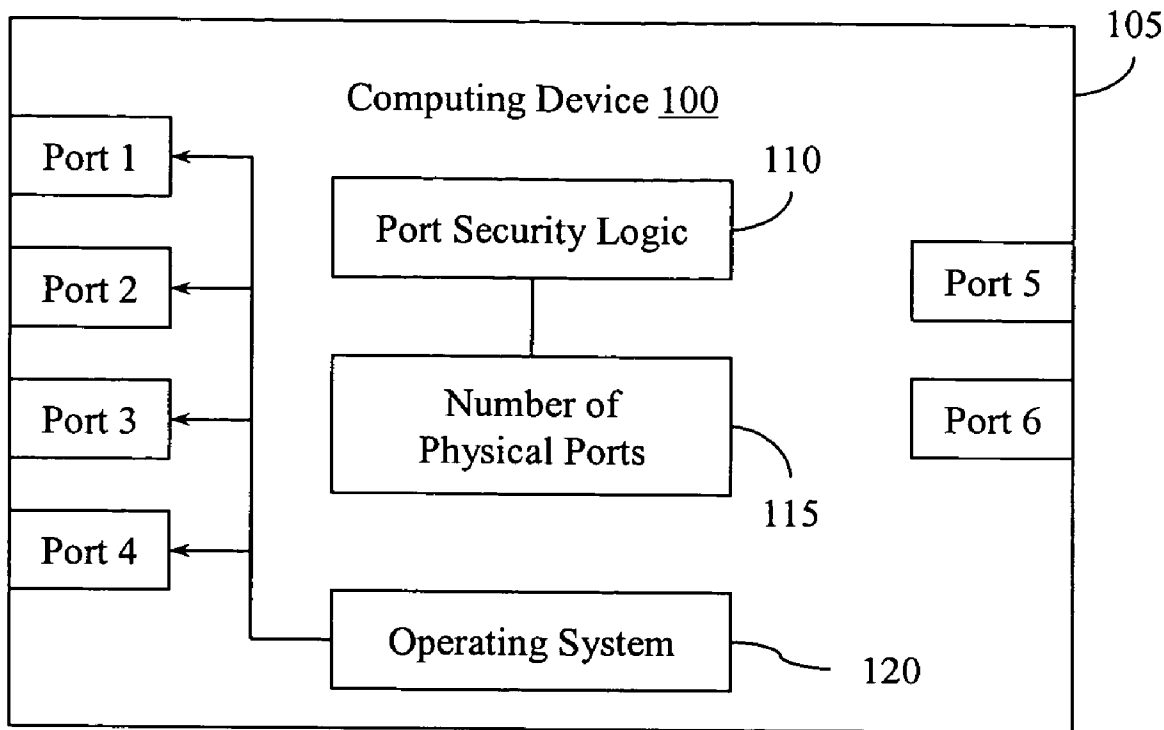 105
Computing Device 100
Port 1
110
Port Security Logic
Port 2
Port 5
Port 3
Number of
Physical Ports
Port 6
115
Port 4
Operating System
120